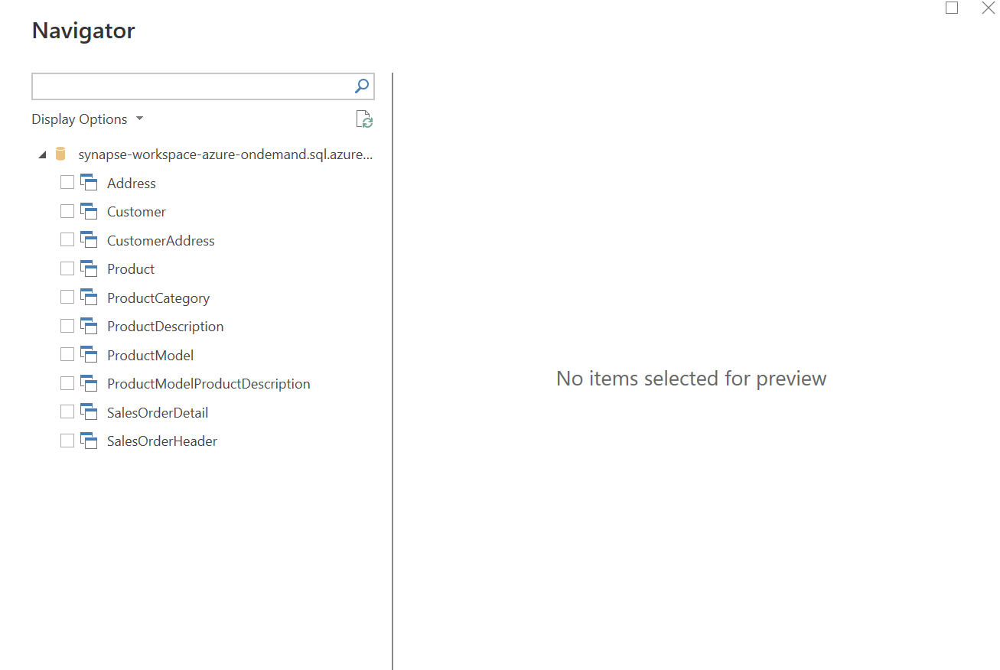 Navigator
Display Options
synapse-workspace-azure-ondemand.sql.azure...
Address
Customer
CustomerAddress
Product
ProductCategory
ProductDescription
ProductModel
ProductModelProductDescription
SalesOrderDetail
SalesOrderHeader
No items selected for preview